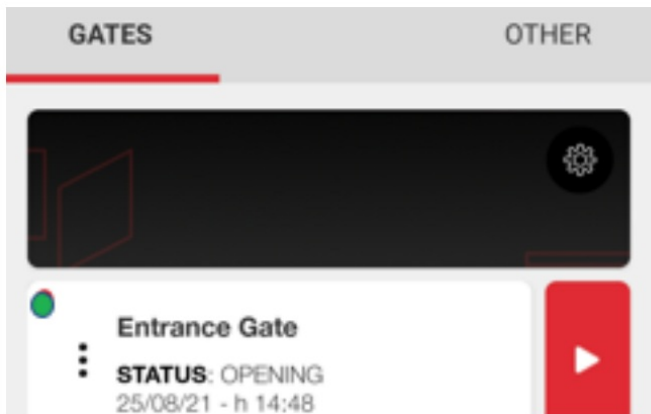 GATES
OTHER
Entrance Gate
STATUS: OPENING
25/08/21 - h 14:48